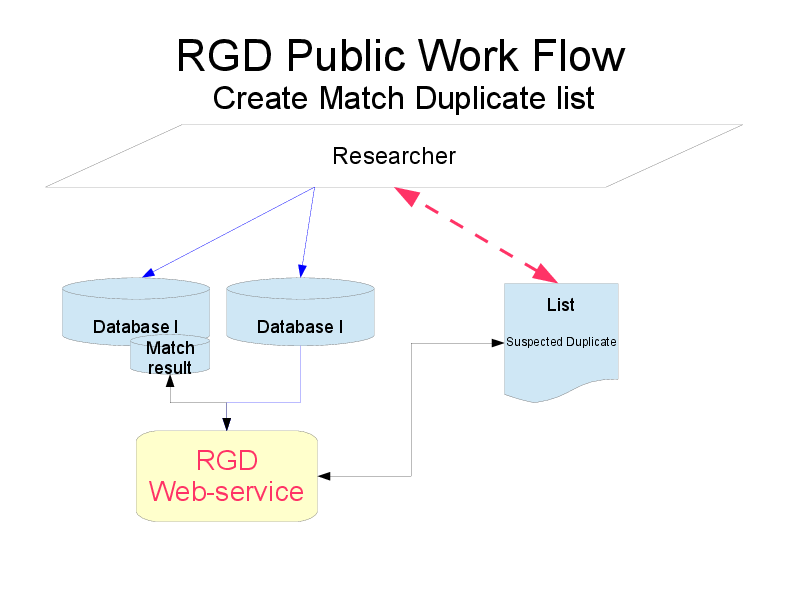 RGD Public Work Flow
Create Match Duplicate list
Researcher
Database I
Database I
Match
result
List
Suspected Duplicate
RGD
Web-service